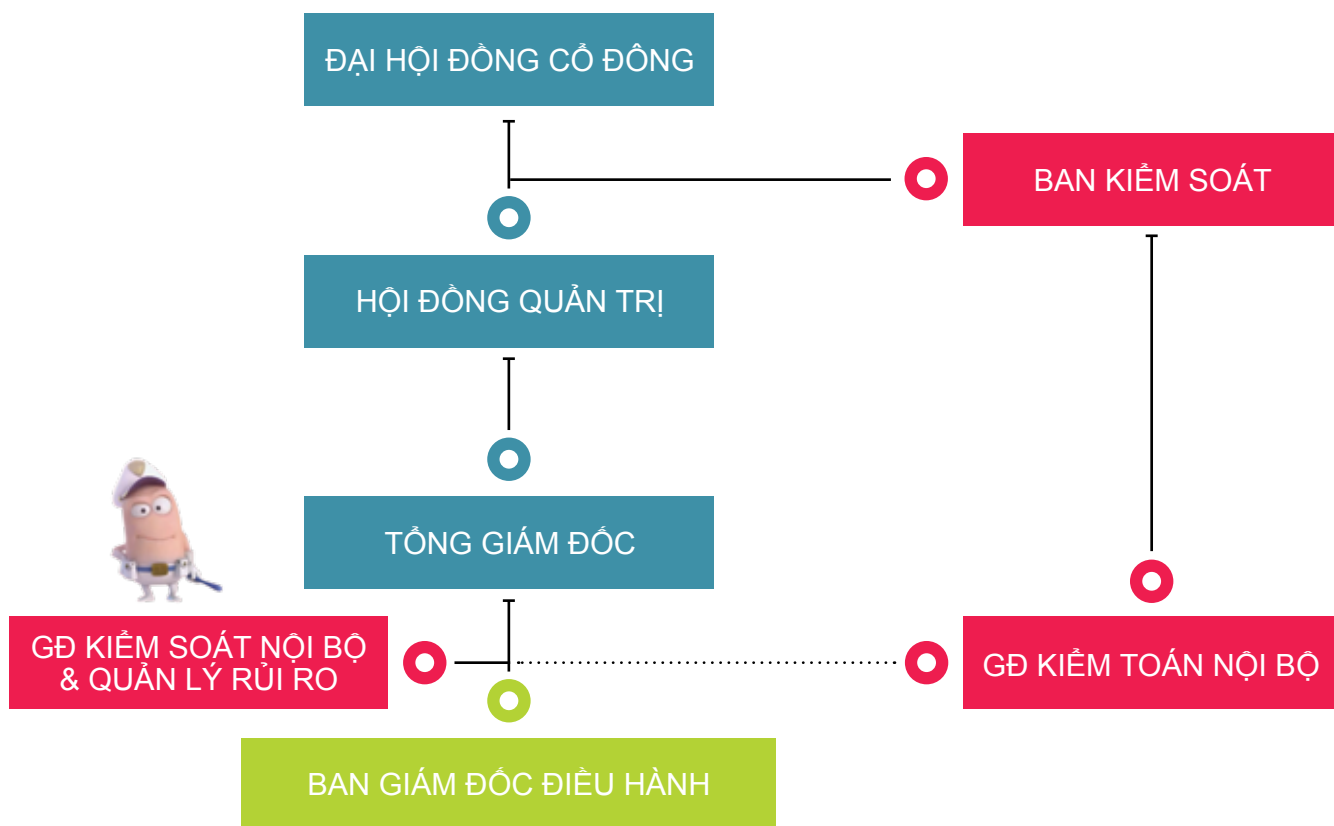 ĐẠI HỘI ĐỒNG CỔ ĐÔNG
BAN KIỂM SOÁT
HỘI ĐỒNG QUẢN TRỊ
TỔNG GIÁM ĐỐC
GĐ KIỂM SOÁT NỘI BỘ
& QUẢN LÝ RỦI RO
GĐ KIỂM TOÁN NỘI BỘ
BAN GIÁM ĐỐC ĐIỀU HÀNH